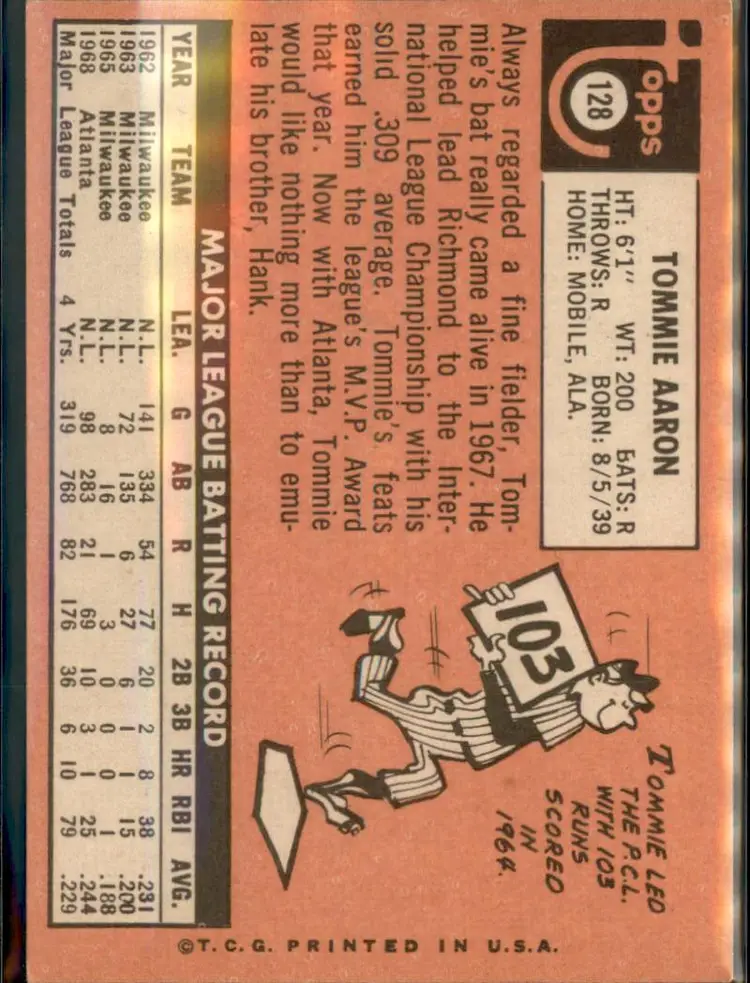 Topps
128
TOMMIE AARON
HT: 6'1" WT: 200 BATS: R
THROWS: R BORN: 8/5/39
HOME: MOBILE, ALA.
Always regarded a fine fielder, Tom-
mie's bat really came alive in 1967. He
helped lead Richmond to the Inter-
national League Championship with his
solid .309 average. Tommie's feats
earned him the league's M.V.P. Award
that year. Now with Atlanta, Tommie
would like nothing more than to emu-
late his brother, Hank.
103
TOMMIE LED
THE P.C.L.
WITH 103
RUNS
SCORED
IN
1964.
MAJOR LEAGUE BATTING RECORD
YEAR TEAM LEA. G AB R H 2B 3B HR RBI AVG.
1962 Milwaukee N.L. 141 334 54 77 20 2 8 38 .231
1963 Milwaukee N.L. 72 135 6 27 6 1 1 15 .200
1965 Milwaukee N.L. 8 16 1 3 0 0 0 1 .188
1968 Atlanta N.L. 98 283 21 69 10 3 1 25 .244
Major League Totals 4 Yrs. 319 768 82 176 36 6 10 79 .229
©T.C.G. PRINTED IN U.S.A.